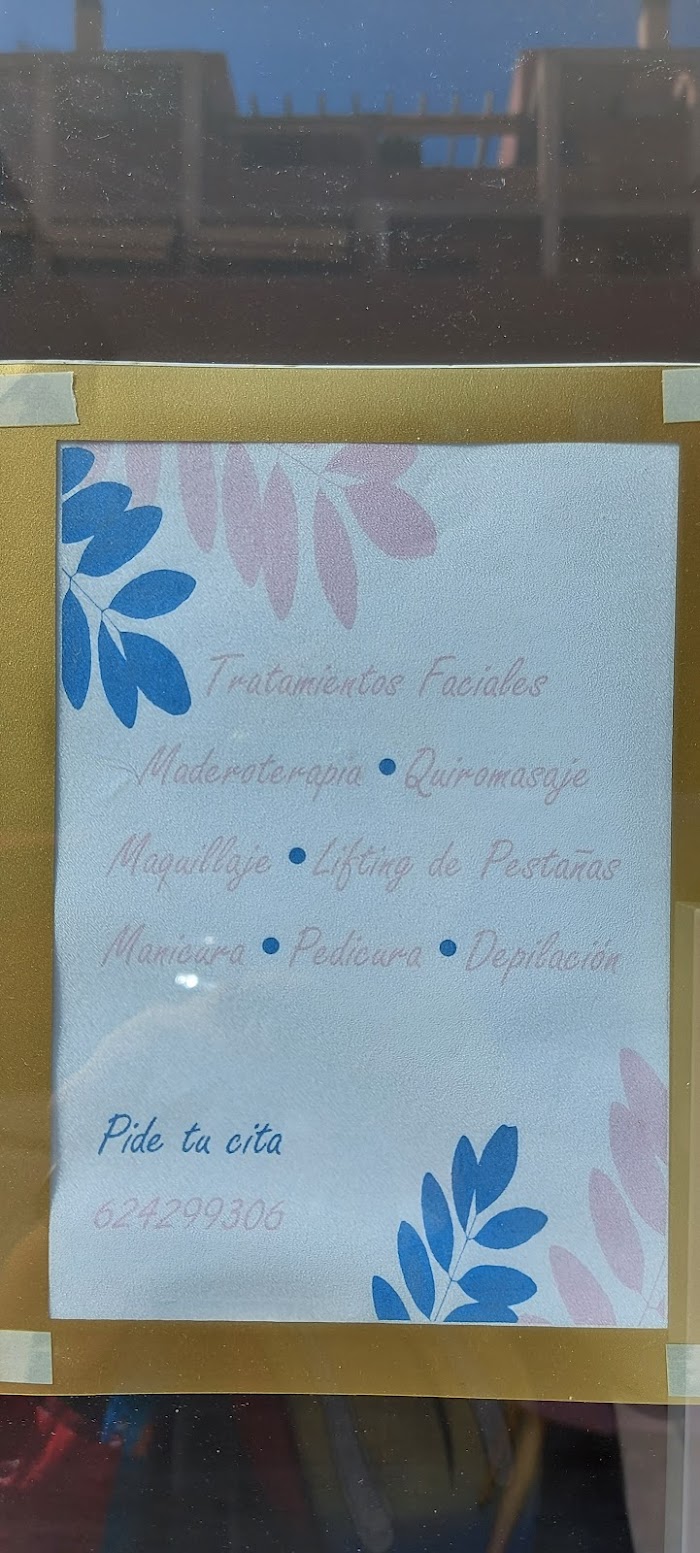 Tratamientos Faciales
Maderoterapia • Quiromasaje
Maquillaje • Lifting de Pestañas
Manicura • Pedicura • Depilación
Pide tu cita
624299306